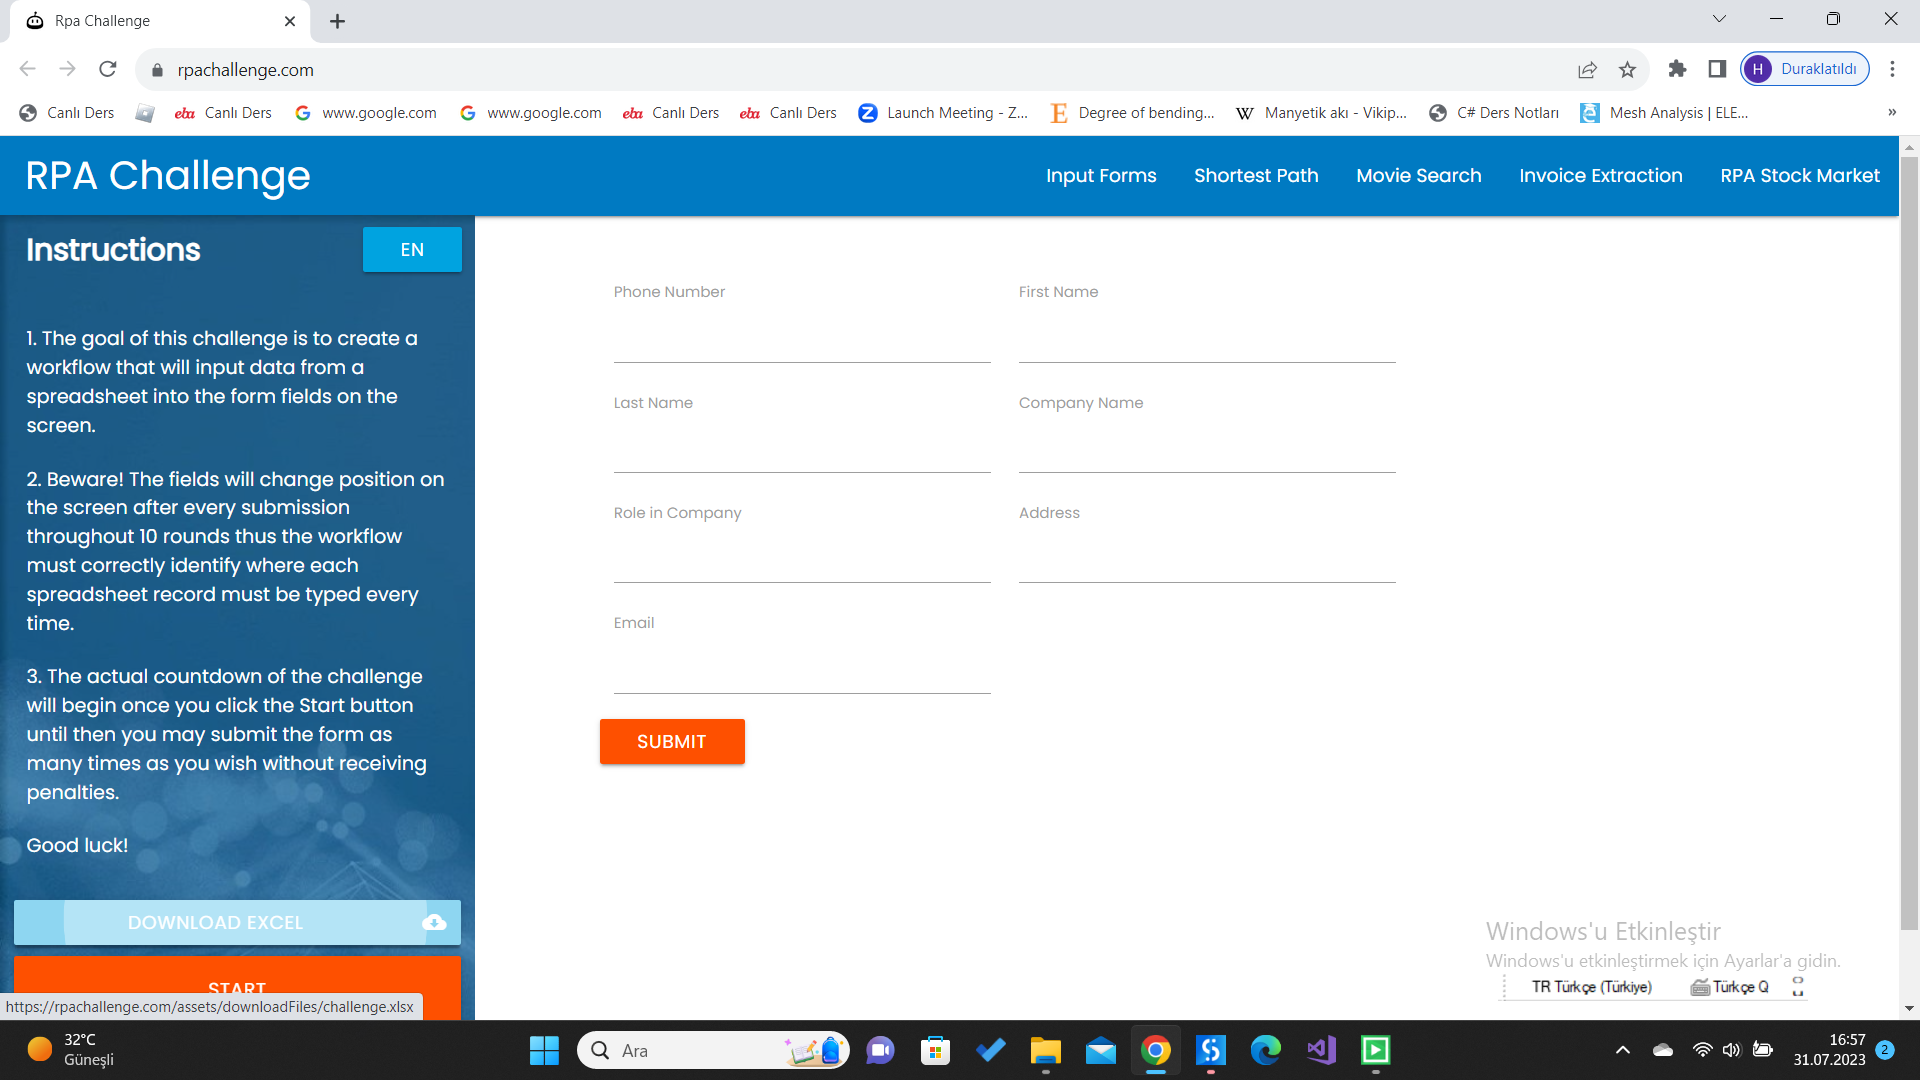 Rpa Challenge
rpachallenge.com
H Duraklatıldı
Canlı Ders
eba Canlı Ders
www.google.com
www.google.com
eba Canlı Ders
eba Canlı Ders
Launch Meeting - Z...
Degree of bending...
Manyetik akı - Vikip...
C# Ders Notları
Mesh Analysis | ELE...
»
RPA Challenge
Input Forms
Shortest Path
Movie Search
Invoice Extraction
RPA Stock Market
Instructions
EN
1. The goal of this challenge is to create a
workflow that will input data from a
spreadsheet into the form fields on the
screen.
2. Beware! The fields will change position on
the screen after every submission
throughout 10 rounds thus the workflow
must correctly identify where each
spreadsheet record must be typed every
time.
3. The actual countdown of the challenge
will begin once you click the Start button
until then you may submit the form as
many times as you wish without receiving
penalties.
Good luck!
DOWNLOAD EXCEL
START
https://rpachallenge.com/assets/downloadFiles/challenge.xlsx
Phone Number
First Name
Last Name
Company Name
Role in Company
Address
Email
SUBMIT
Windows'u Etkinleştir
Windows'u etkinleştirmek için Ayarlar'a gidin.
TR Türkçe (Türkiye)
Türkçe Q
32°C
Güneşli
Ara
16:57
31.07.2023
2